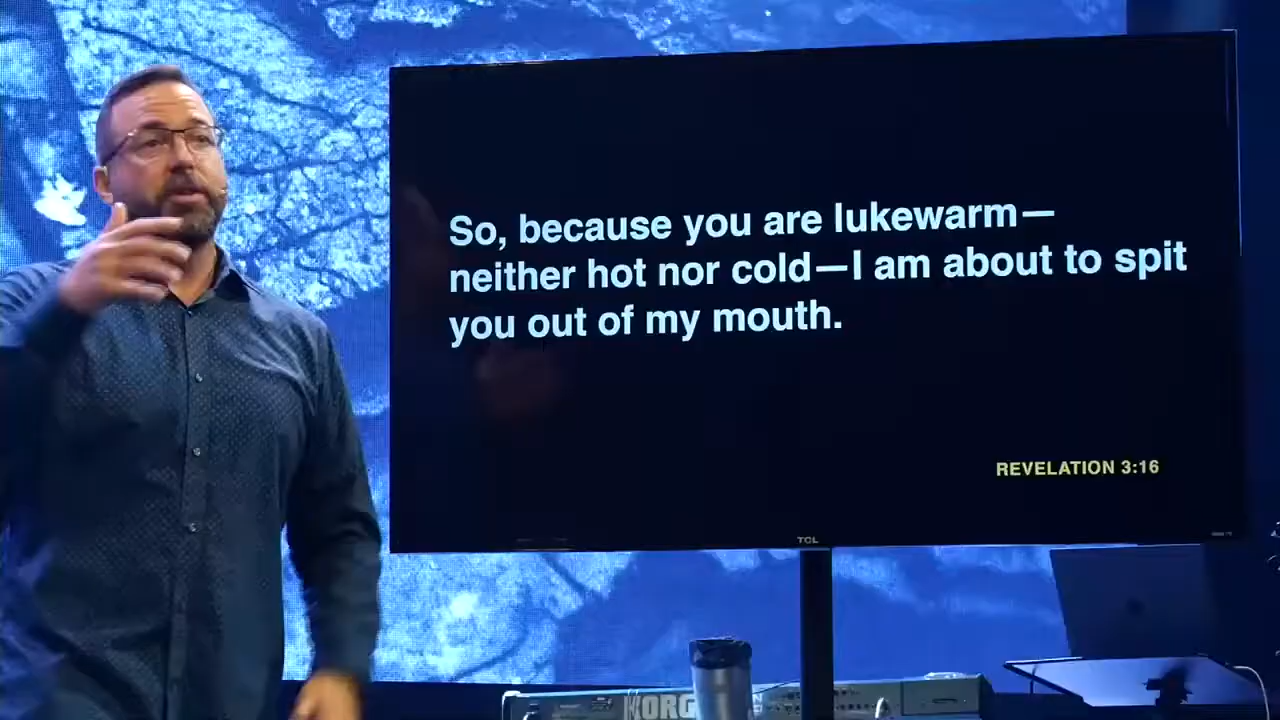 So, because you are lukewarm—
neither hot nor cold—I am about to spit
you out of my mouth.
REVELATION 3:16
TCL
KORG